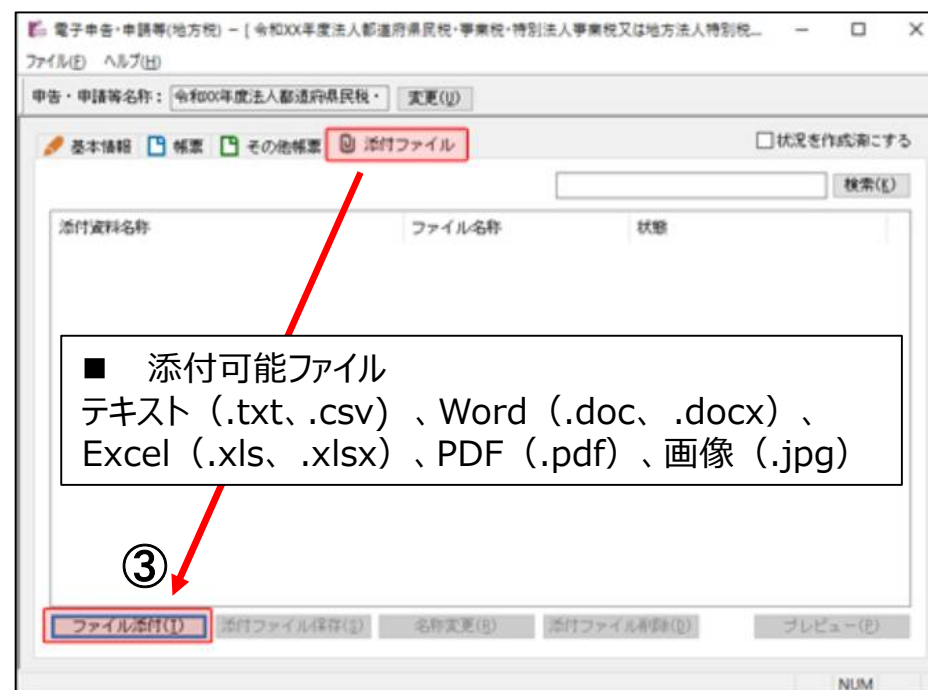 電子申告・申請等(地方税) － [ 令和XX年度法人都道府県民税・事業税・特別法人事業税又は地方法人特別税...
ファイル(F) ヘルプ(H)
申告・申請等名称： 令和XX年度法人都道府県民税・ 変更(U)
基本情報 帳票 その他帳票 添付ファイル 状況を作成済にする
検索(K)
添付資料名称 ファイル名称 状態
■ 添付可能ファイル
テキスト（.txt、.csv）、Word（.doc、.docx）、
Excel（.xls、.xlsx）、PDF（.pdf）、画像（.jpg）
③
ファイル添付(I) 添付ファイル保存(S) 名称変更(R) 添付ファイル削除(D) プレビュー(P)
NUM